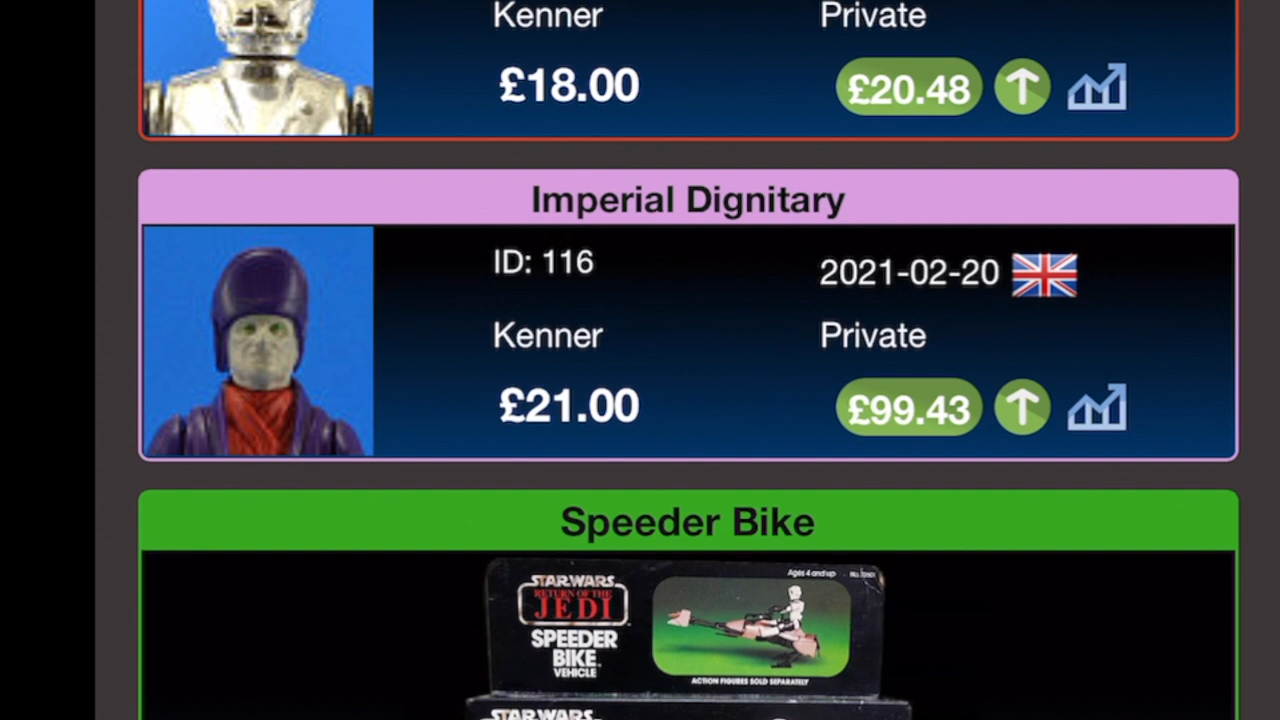 Kenner Private
£18.00 £20.48
Imperial Dignitary
ID: 116 2021-02-20
Kenner Private
£21.00 £99.43
Speeder Bike
STAR WARS Ages 4 and up
RETURN OF THE
JEDI
SPEEDER
BIKE
VEHICLE
ACTION FIGURES SOLD SEPARATELY
STAR WARS